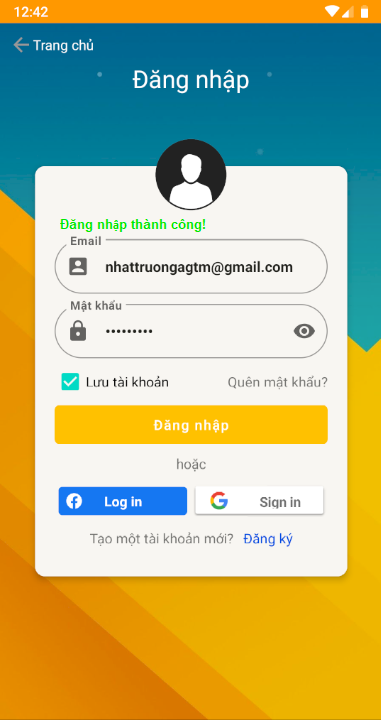 12:42
Trang chủ
Đăng nhập
Đăng nhập thành công!
Email
nhattruongagtm@gmail.com
Mật khẩu
•••••••••
Lưu tài khoản
Quên mật khẩu?
Đăng nhập
hoặc
Log in
Sign in
Tạo một tài khoản mới? Đăng ký